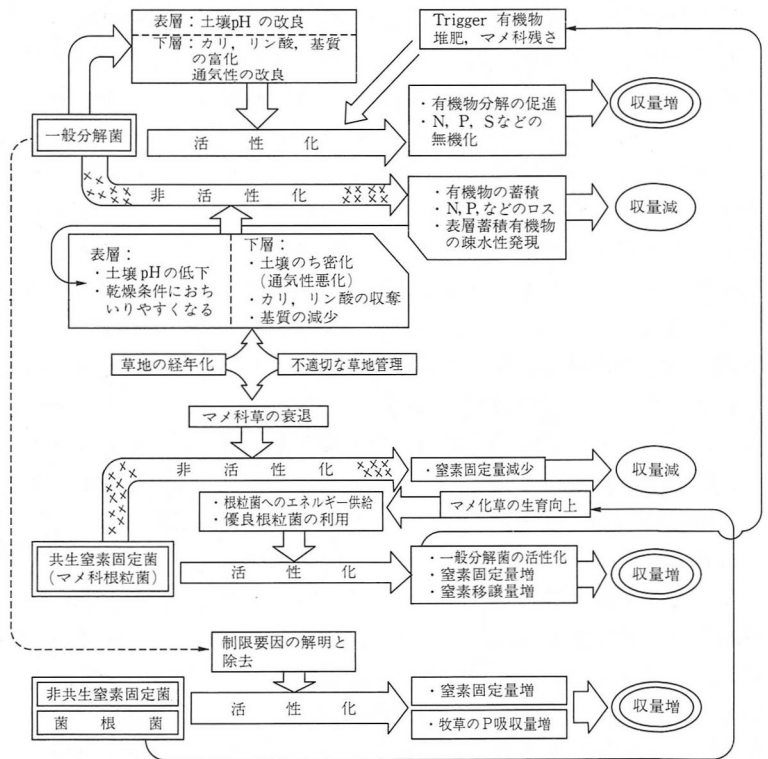 表層：土壌pHの改良
下層：カリ，リン酸，基質
の富化
通気性の改良
Trigger 有機物
堆肥，マメ科残さ
一般分解菌
活性化
・有機物分解の促進
・N，P，Sなどの
無機化
収量増
非活性化
・有機物の蓄積
・N,P,などのロス
・表層蓄積有機物
の疎水性発現
収量減
表層：
・土壌pHの低下
・乾燥条件におち
いりやすくなる
下層：
・土壌のち密化
(通気性悪化)
・カリ，リン酸の収奪
・基質の減少
草地の経年化
不適切な草地管理
マメ科草の衰退
非活性化
・窒素固定量減少
収量減
・根粒菌へのエネルギー供給
・優良根粒菌の利用
マメ化草の生育向上
共生窒素固定菌
(マメ科根粒菌)
活性化
・一般分解菌の活性化
・窒素固定量増
・窒素移譲量増
収量増
制限要因の解明と
除去
非共生窒素固定菌
菌根菌
活性化
・窒素固定量増
・牧草のP吸収量増
収量増